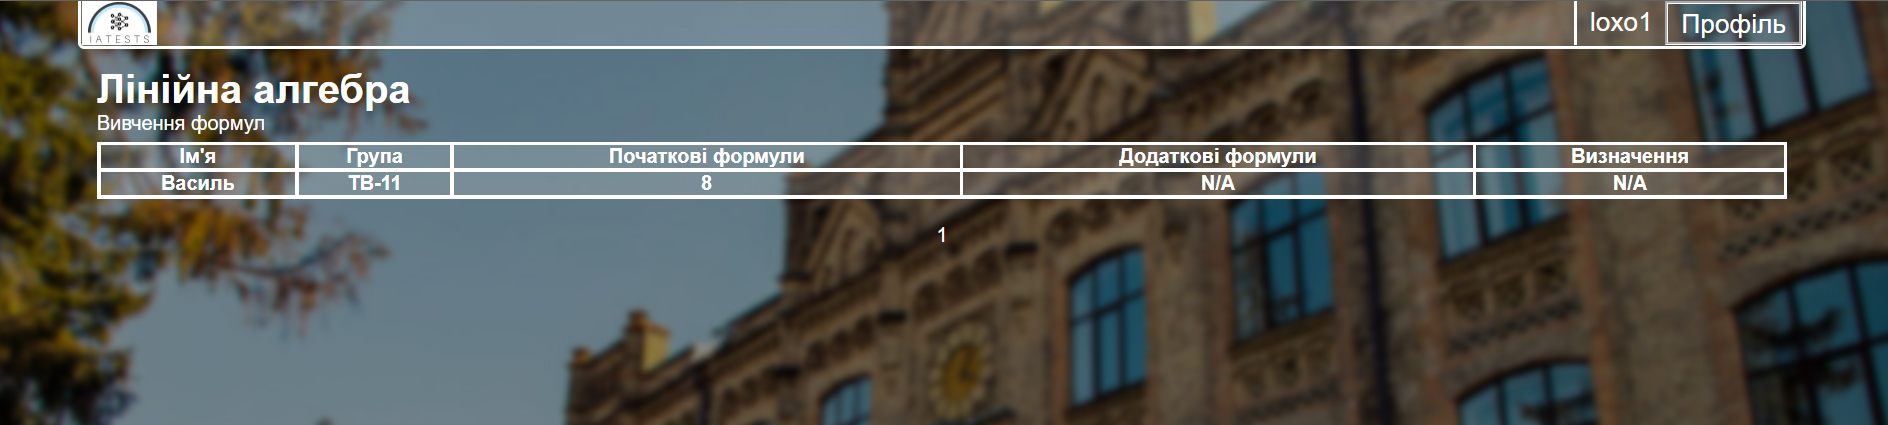 IATESTS
loxo1 Профіль
Лінійна алгебра
Вивчення формул
Ім'я Група Початкові формули Додаткові формули Визначення
Василь ТВ-11 8 N/A N/A
1